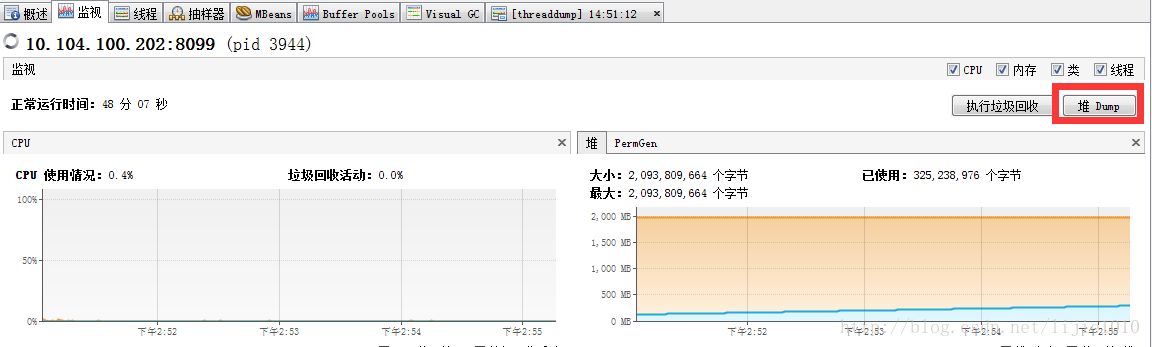 概述 监视 线程 抽样器 MBeans Buffer Pools Visual GC [threaddump] 14:51:12 ×
10.104.100.202:8099 (pid 3944)
监视 CPU 内存 类 线程
正常运行时间: 48 分 07 秒 执行垃圾回收 堆 Dump
CPU ×
CPU 使用情况: 0.4% 垃圾回收活动: 0.0%
100%
50%
0%
下午2:52 下午2:53 下午2:54 下午2:55
堆 PermGen ×
大小: 2,093,809,664 个字节 已使用: 325,238,976 个字节
最大: 2,093,809,664 个字节
2,000 MB
1,500 MB
1,000 MB
500 MB
0 MB
下午2:52 下午2:53 下午2:54 下午2:55